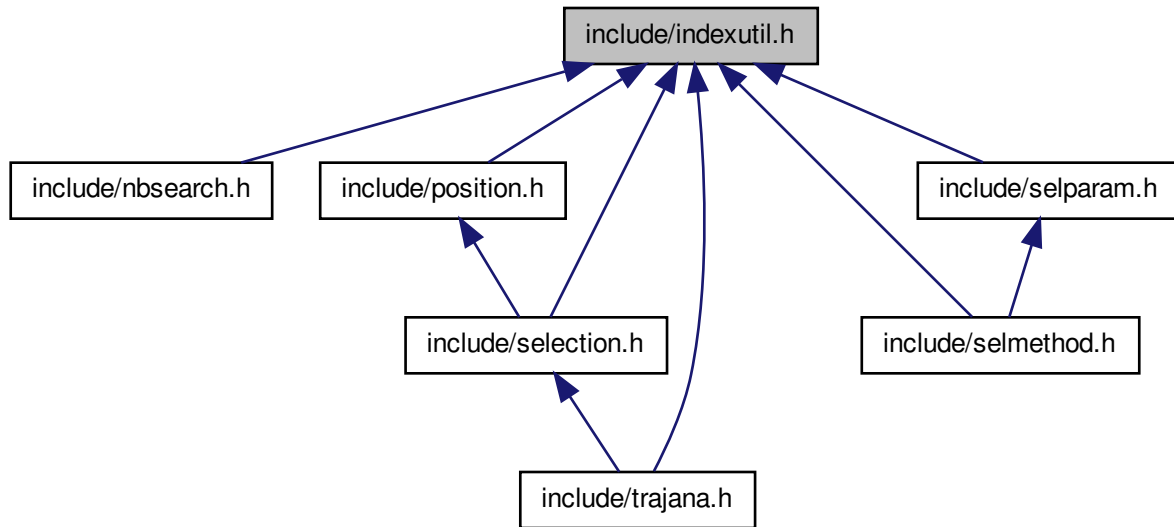 include/indexutil.h
include/nbsearch.h
include/position.h
include/selparam.h
include/selection.h
include/selmethod.h
include/trajana.h